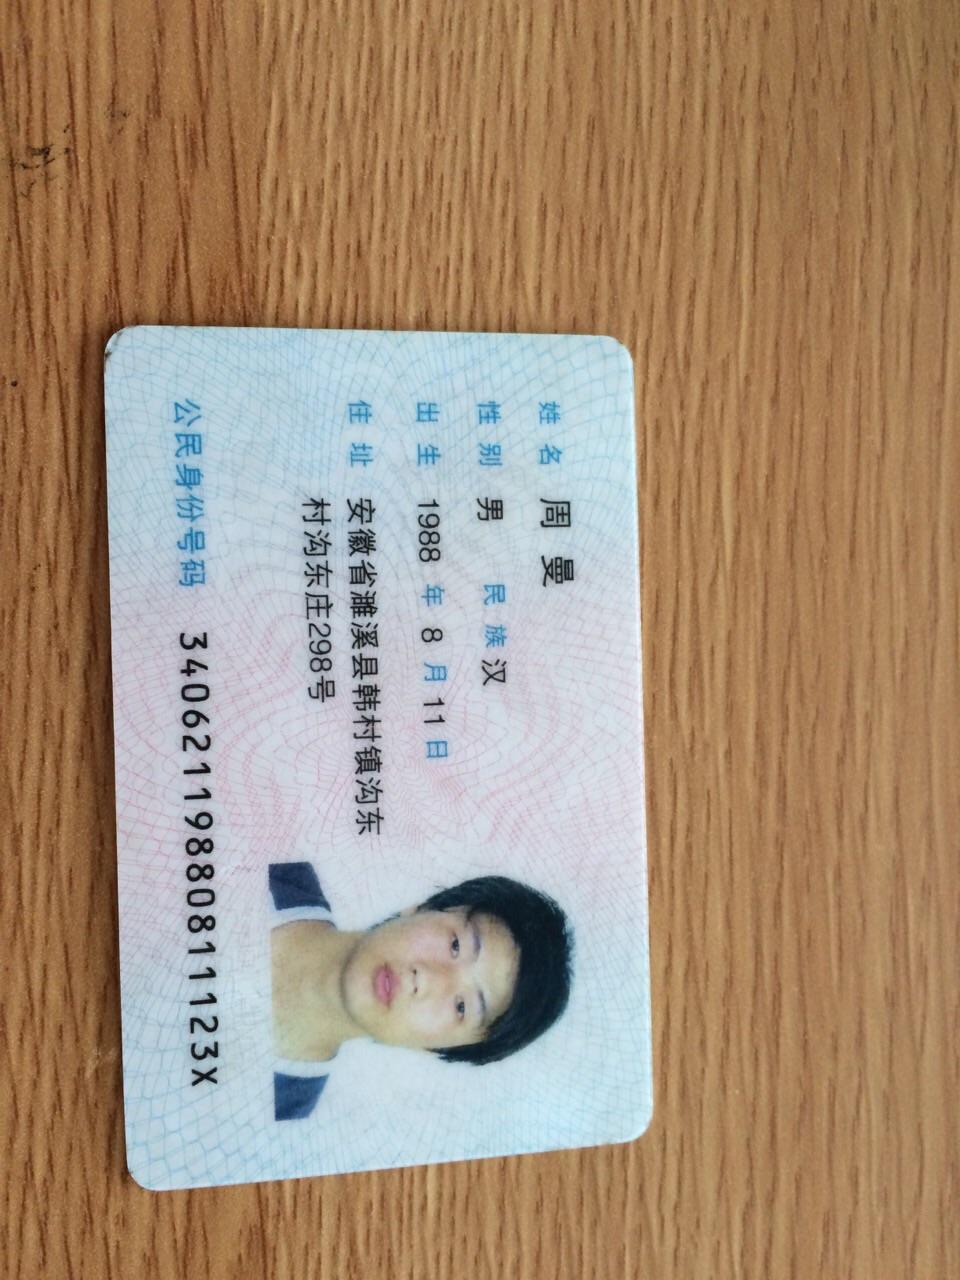 姓名 周曼
性别 男 民族 汉
出生 1988 年 8 月 11 日
住址 安徽省濉溪县韩村镇沟东
村沟东庄298号
公民身份号码 34062119880811123X